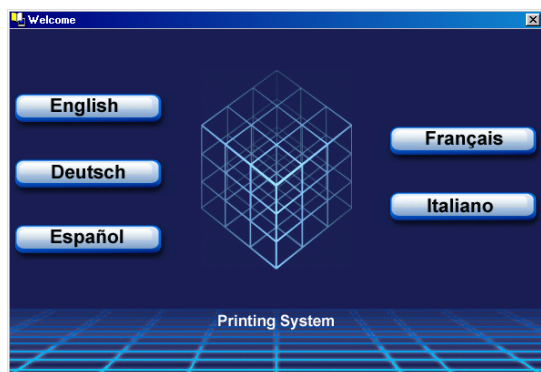 Welcome
English
Deutsch
Español
Français
Italiano
Printing System